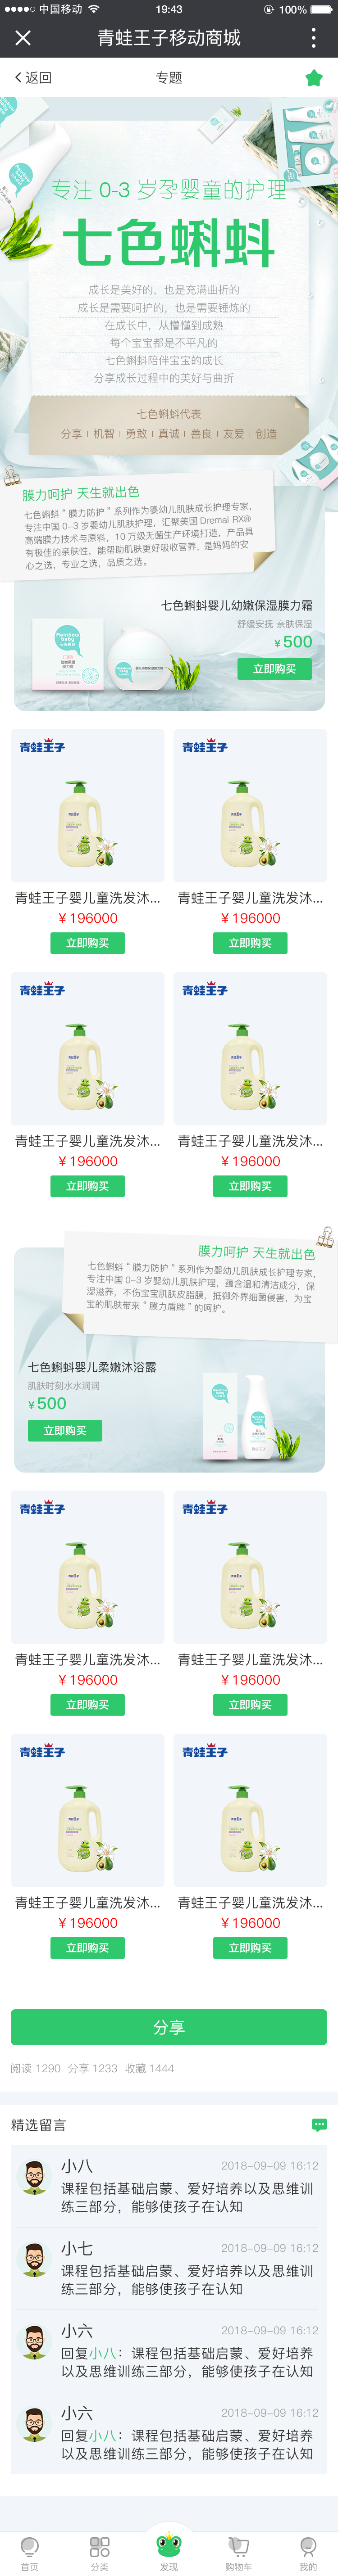 中国移动 19:43 100%
青蛙王子移动商城
返回 专题
专注 0-3 岁孕婴童的护理
七色蝌蚪
成长是美好的，也是充满曲折的
成长是需要呵护的，也是需要锤炼的
在成长中，从懵懂到成熟
每个宝宝都是不平凡的
七色蝌蚪陪伴宝宝的成长
分享成长过程中的美好与曲折
七色蝌蚪代表
分享 | 机智 | 勇敢 | 真诚 | 善良 | 友爱 | 创造
膜力呵护 天生就出色
七色蝌蚪“膜力防护”系列作为婴幼儿肌肤成长护理专家，
专注中国 0-3 岁婴幼儿肌肤护理，汇聚美国 Dremal RX®
高端膜力技术与原料，10 万级无菌生产环境打造，产品具
有极佳的亲肤性，能帮助肌肤更好吸收营养，是妈妈的安
心之选，专业之选，品质之选。
七色蝌蚪婴儿幼嫩保湿膜力霜
舒缓安抚 亲肤保湿
¥500
立即购买
Rainbow
baby
青蛙王子 青蛙王子
青蛙王子婴儿童洗发沐... 青蛙王子婴儿童洗发沐...
¥196000 ¥196000
立即购买 立即购买
青蛙王子 青蛙王子
青蛙王子婴儿童洗发沐... 青蛙王子婴儿童洗发沐...
¥196000 ¥196000
立即购买 立即购买
膜力呵护 天生就出色
七色蝌蚪“膜力防护”系列作为婴幼儿肌肤成长护理专家，
专注中国 0-3 岁婴幼儿肌肤护理，蕴含温和清洁成分，保
湿滋养，不伤宝宝肌肤皮脂膜，抵御外界细菌侵害，为宝
宝的肌肤带来“膜力盾牌”的呵护。
七色蝌蚪婴儿柔嫩沐浴露
肌肤时刻水水润润
¥500
立即购买
青蛙王子 青蛙王子
青蛙王子婴儿童洗发沐... 青蛙王子婴儿童洗发沐...
¥196000 ¥196000
立即购买 立即购买
青蛙王子 青蛙王子
青蛙王子婴儿童洗发沐... 青蛙王子婴儿童洗发沐...
¥196000 ¥196000
立即购买 立即购买
分享
阅读 1290 分享 1233 收藏 1444
精选留言
小八 2018-09-09 16:12
课程包括基础启蒙、爱好培养以及思维训
练三部分，能够使孩子在认知
小七 2018-09-09 16:12
课程包括基础启蒙、爱好培养以及思维训
练三部分，能够使孩子在认知
小六 2018-09-09 16:12
回复小八：课程包括基础启蒙、爱好培养
以及思维训练三部分，能够使孩子在认知
小六 2018-09-09 16:12
回复小八：课程包括基础启蒙、爱好培养
以及思维训练三部分，能够使孩子在认知
首页 分类 发现 购物车 我的